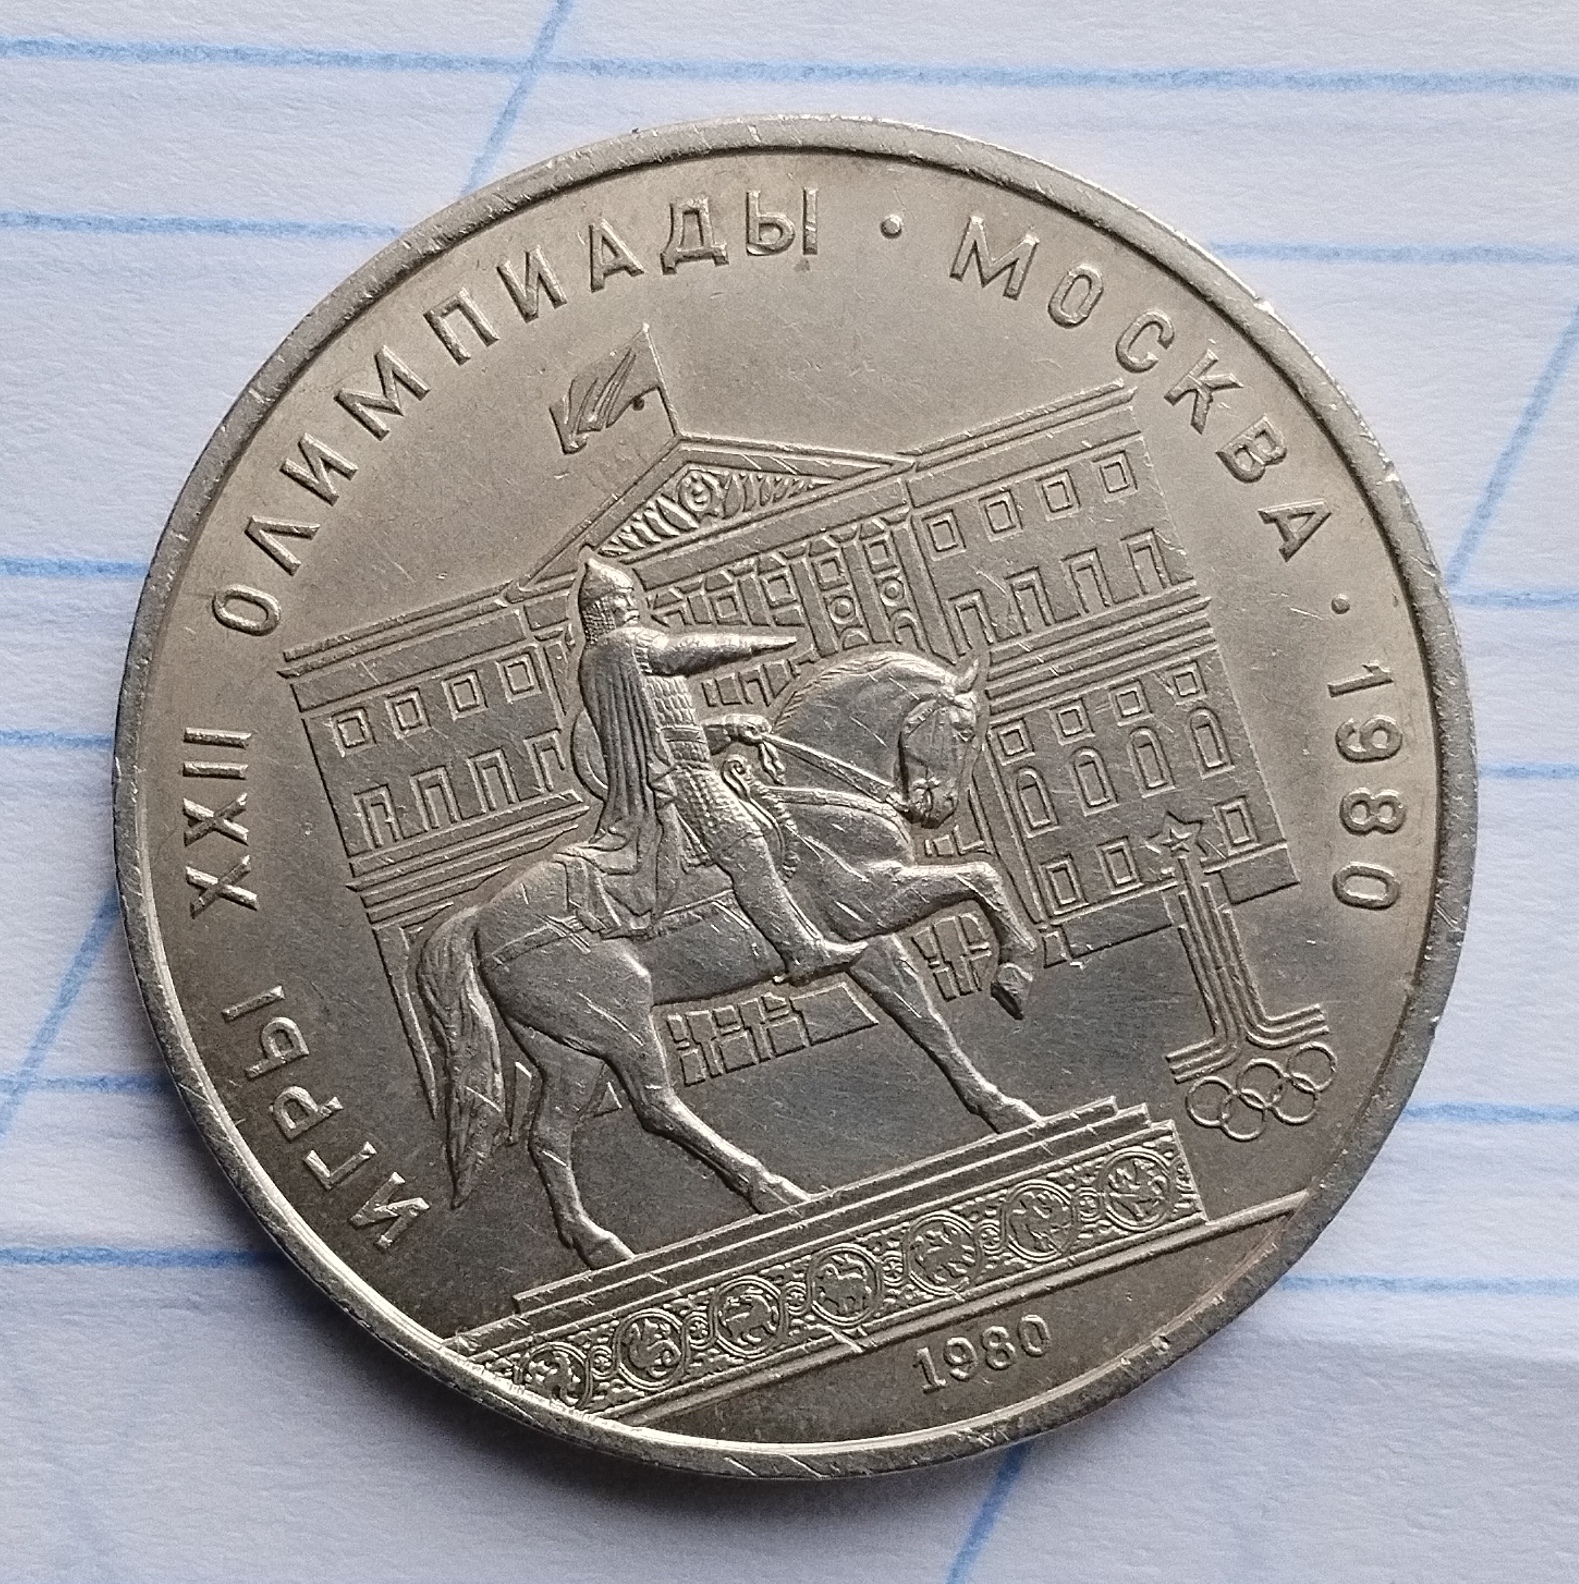 ИГРЫ XXII ОЛИМПИАДЫ · МОСКВА · 1980
1980